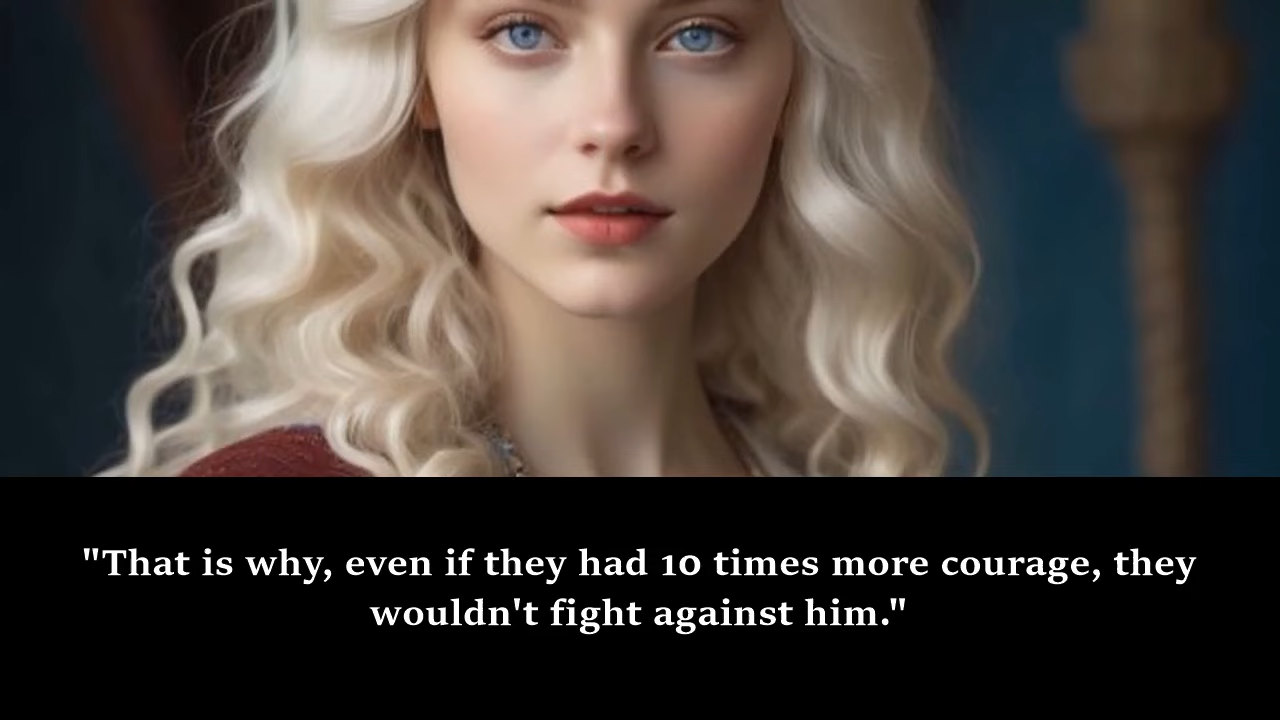 "That is why, even if they had 10 times more courage, they
wouldn't fight against him."